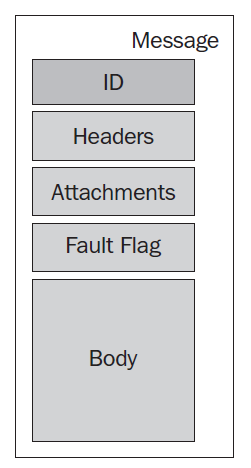 Message
ID
Headers
Attachments
Fault Flag
Body